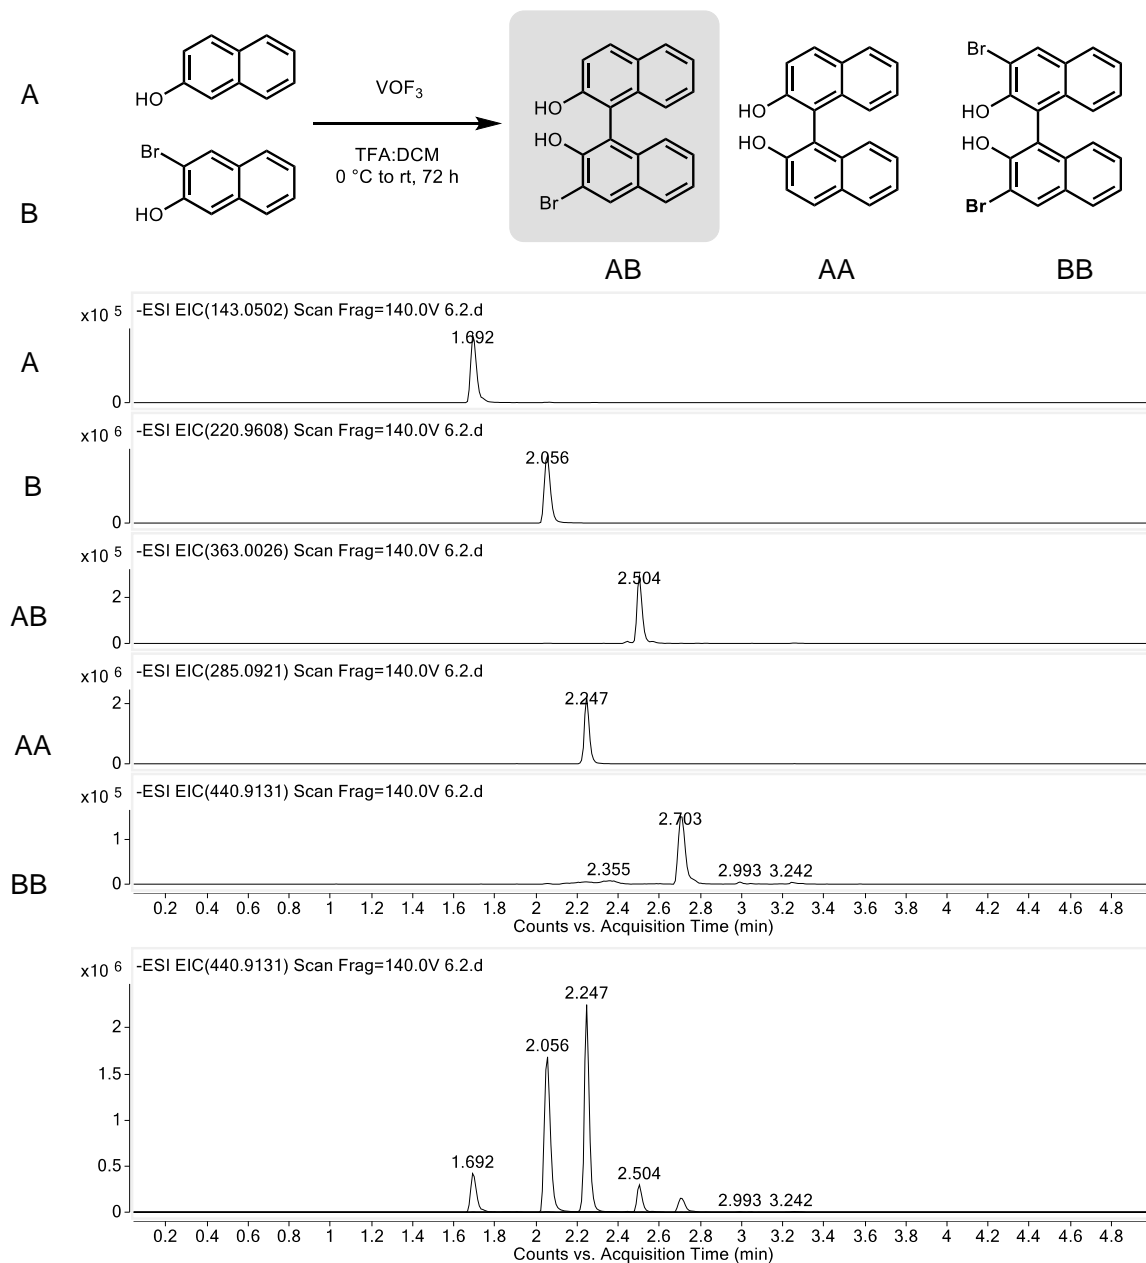 A
HO
Br
HO
B
VOF3
TFA:DCM
0 °C to rt, 72 h
HO
HO
Br
AB
HO
HO
AA
Br
HO
HO
Br
BB
A
x10 5
-ESI EIC(143.0502) Scan Frag=140.0V 6.2.d
1.692
0
B
x10 6
-ESI EIC(220.9608) Scan Frag=140.0V 6.2.d
2.056
0
AB
x10 5
-ESI EIC(363.0026) Scan Frag=140.0V 6.2.d
2.504
2
0
AA
x10 6
-ESI EIC(285.0921) Scan Frag=140.0V 6.2.d
2.247
2
0
BB
x10 5
-ESI EIC(440.9131) Scan Frag=140.0V 6.2.d
2.703
1
2.355
2.993 3.242
0
0.2 0.4 0.6 0.8 1 1.2 1.4 1.6 1.8 2 2.2 2.4 2.6 2.8 3 3.2 3.4 3.6 3.8 4 4.2 4.4 4.6 4.8
Counts vs. Acquisition Time (min)
x10 6
-ESI EIC(440.9131) Scan Frag=140.0V 6.2.d
2.247
2
2.056
1.5
1
1.692
0.5
2.504
2.993 3.242
0
0.2 0.4 0.6 0.8 1 1.2 1.4 1.6 1.8 2 2.2 2.4 2.6 2.8 3 3.2 3.4 3.6 3.8 4 4.2 4.4 4.6 4.8
Counts vs. Acquisition Time (min)